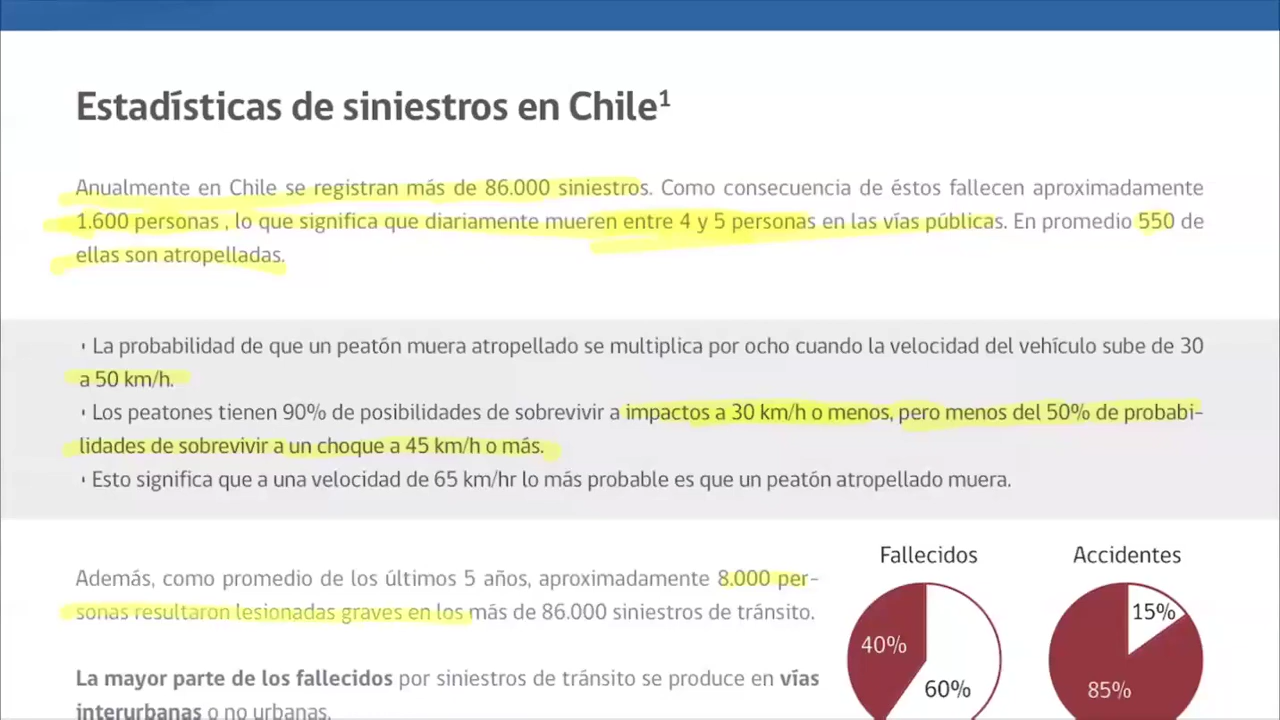 Estadísticas de siniestros en Chile¹
Anualmente en Chile se registran más de 86.000 siniestros. Como consecuencia de éstos fallecen aproximadamente
1.600 personas , lo que significa que diariamente mueren entre 4 y 5 personas en las vías públicas. En promedio 550 de
ellas son atropelladas.
· La probabilidad de que un peatón muera atropellado se multiplica por ocho cuando la velocidad del vehículo sube de 30
a 50 km/h.
· Los peatones tienen 90% de posibilidades de sobrevivir a impactos a 30 km/h o menos, pero menos del 50% de probabi-
lidades de sobrevivir a un choque a 45 km/h o más.
· Esto significa que a una velocidad de 65 km/hr lo más probable es que un peatón atropellado muera.
Además, como promedio de los últimos 5 años, aproximadamente 8.000 per-
sonas resultaron lesionadas graves en los más de 86.000 siniestros de tránsito.
La mayor parte de los fallecidos por siniestros de tránsito se produce en vías
interurbanas o no urbanas.
Fallecidos
40%
60%
Accidentes
15%
85%